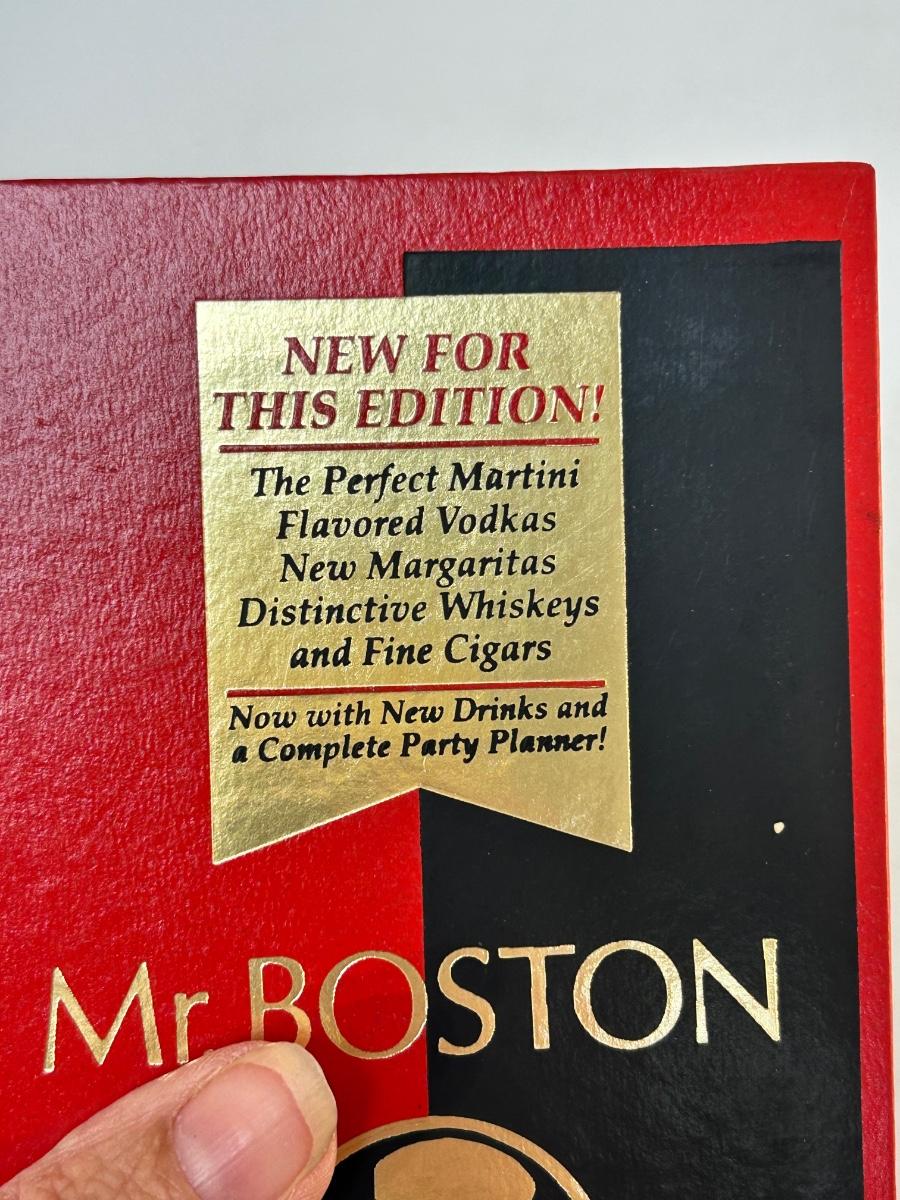 NEW FOR
THIS EDITION!
The Perfect Martini
Flavored Vodkas
New Margaritas
Distinctive Whiskeys
and Fine Cigars
Now with New Drinks and
a Complete Party Planner!
Mr BOSTON